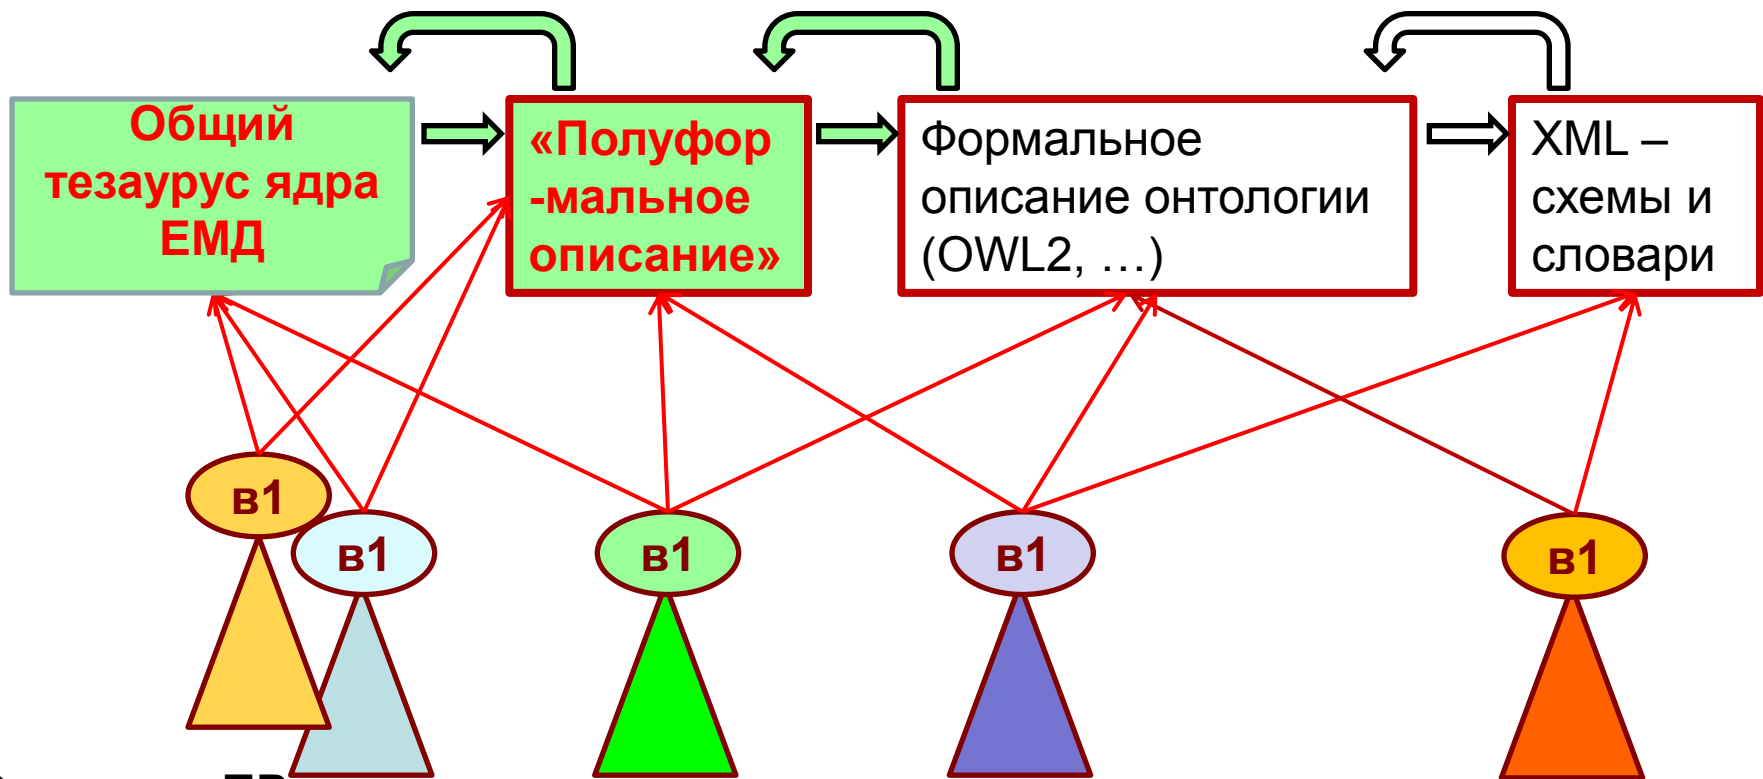 Общий
тезаурус ядра
ЕМД
«Полуфор
-мальное
описание»
Формальное
описание онтологии
(OWL2, …)
XML –
схемы и
словари
в1
в1
в1
в1
в1